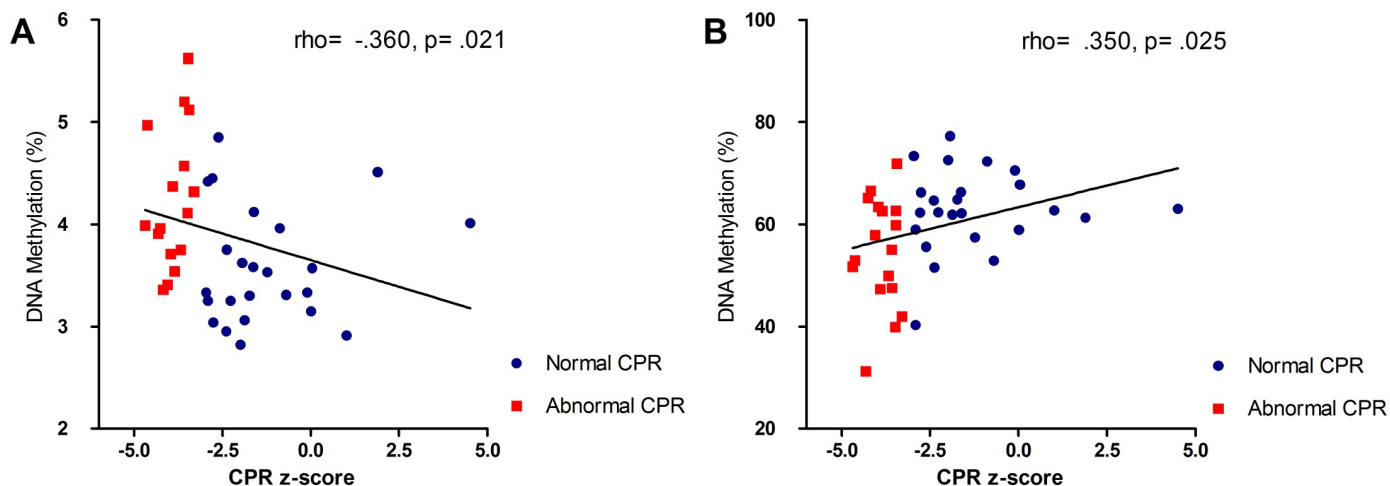 A
rho= -.360, p= .021
DNA Methylation (%)
6
5
4
3
2
-5.0 -2.5 0.0 2.5 5.0
CPR z-score
Normal CPR
Abnormal CPR
B
rho= .350, p= .025
DNA Methylation (%)
100
80
60
40
20
-5.0 -2.5 0.0 2.5 5.0
CPR z-score
Normal CPR
Abnormal CPR